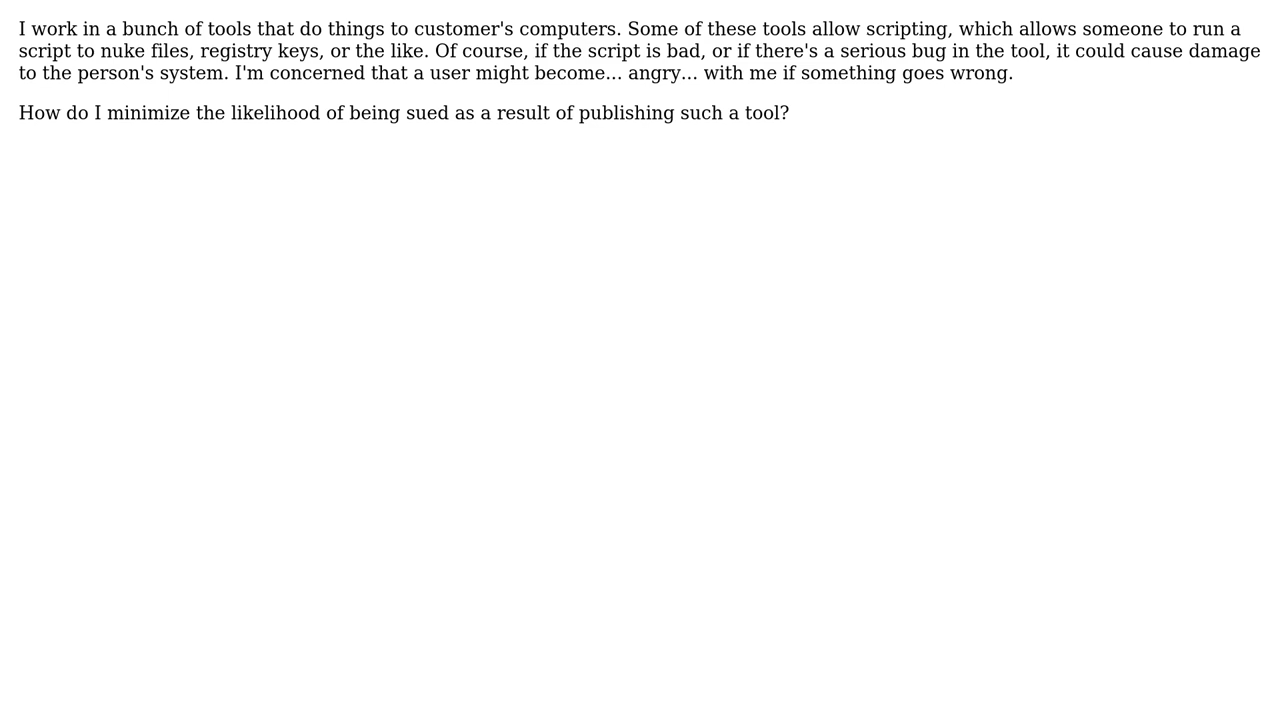 I work in a bunch of tools that do things to customer's computers. Some of these tools allow scripting, which allows someone to run a
script to nuke files, registry keys, or the like. Of course, if the script is bad, or if there's a serious bug in the tool, it could cause damage
to the person's system. I'm concerned that a user might become... angry... with me if something goes wrong.
How do I minimize the likelihood of being sued as a result of publishing such a tool?